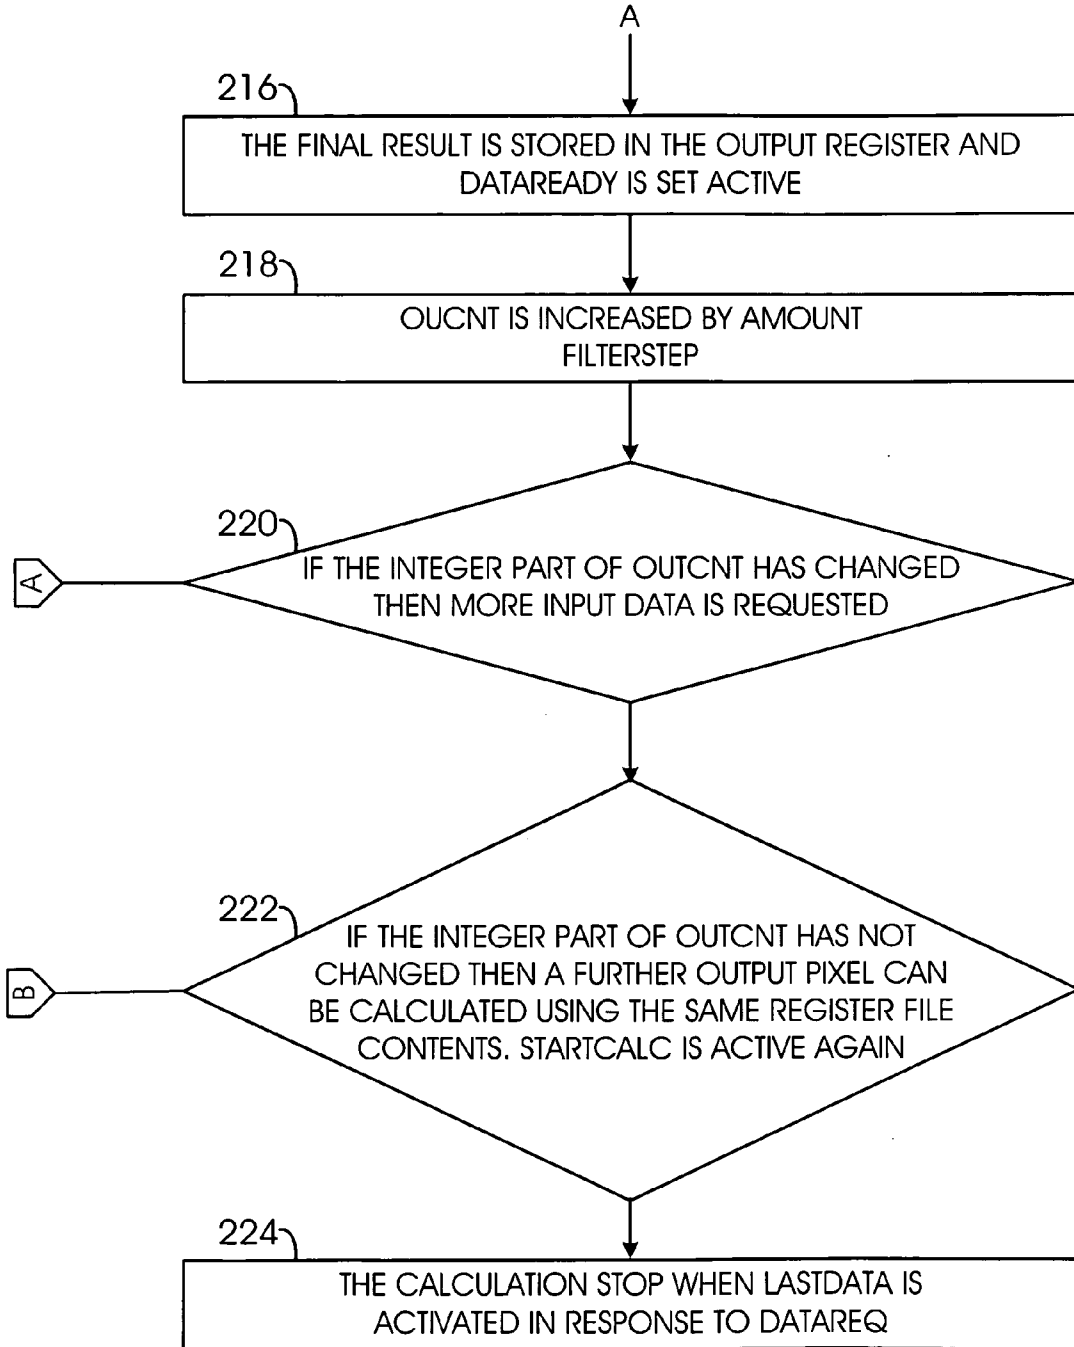 A
216
THE FINAL RESULT IS STORED IN THE OUTPUT REGISTER AND
DATAREADY IS SET ACTIVE
218
OUCNT IS INCREASED BY AMOUNT
FILTERSTEP
220
IF THE INTEGER PART OF OUTCNT HAS CHANGED
THEN MORE INPUT DATA IS REQUESTED
A
222
IF THE INTEGER PART OF OUTCNT HAS NOT
CHANGED THEN A FURTHER OUTPUT PIXEL CAN
BE CALCULATED USING THE SAME REGISTER FILE
CONTENTS. STARTCALC IS ACTIVE AGAIN
B
224
THE CALCULATION STOP WHEN LASTDATA IS
ACTIVATED IN RESPONSE TO DATAREQ